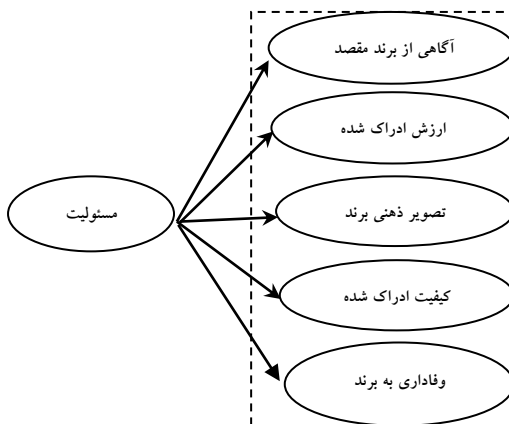 آگاهی از برند مقصد
ارزش ادراک شده
مسئولیت
تصویر ذهنی برند
کیفیت ادراک شده
وفاداری به برند